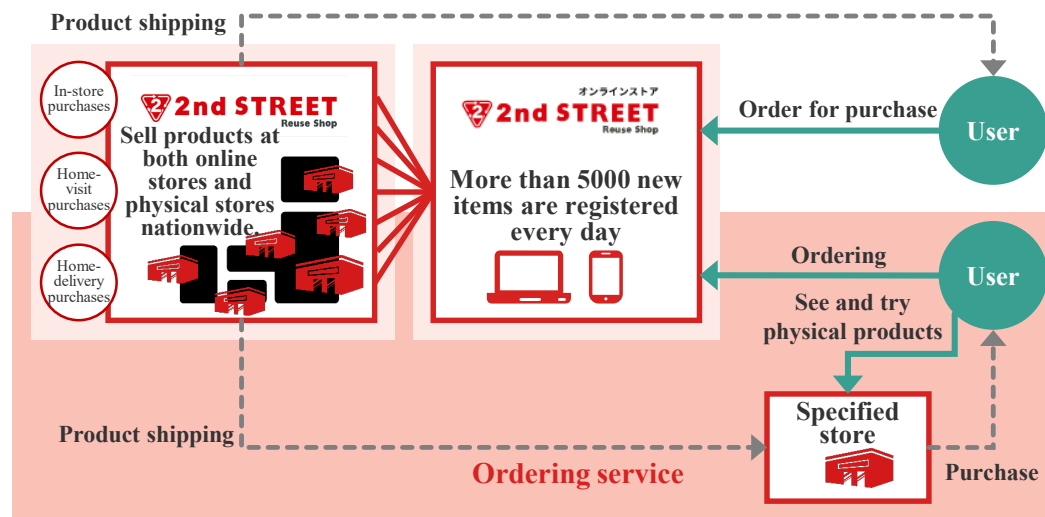 Product shipping
In-store
purchases
Home-
visit
purchases
Home-
delivery
purchases
2 2nd STREET
Reuse Shop
Sell products at
both online
stores and
physical stores
nationwide.
オンラインストア
2 2nd STREET
Reuse Shop
More than 5000 new
items are registered
every day
Order for purchase
User
Ordering
User
See and try
physical products
Product shipping
Specified
store
Ordering service
Purchase